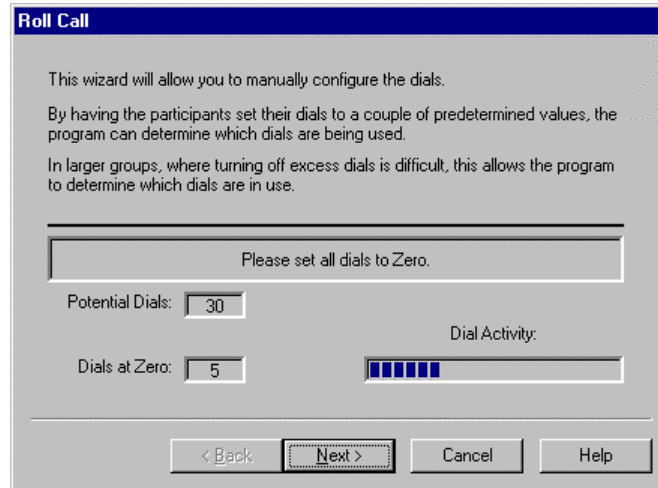 Roll Call
This wizard will allow you to manually configure the dials.
By having the participants set their dials to a couple of predetermined values, the
program can determine which dials are being used.
In larger groups, where turning off excess dials is difficult, this allows the program
to determine which dials are in use.
Please set all dials to Zero.
Potential Dials: 30
Dial Activity:
Dials at Zero: 5
< Back Next > Cancel Help